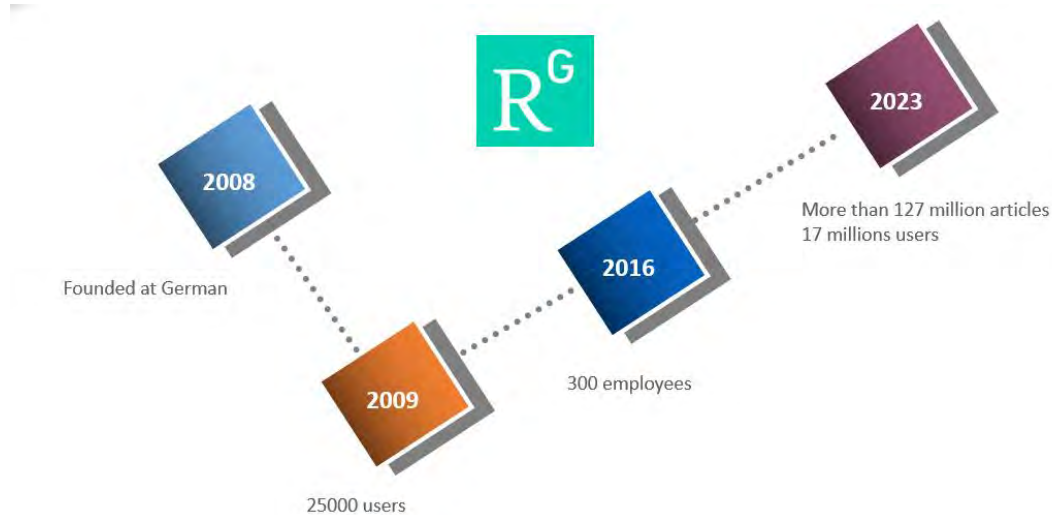 RG
2023
2008
More than 127 million articles
17 millions users
2016
Founded at German
300 employees
2009
25000 users